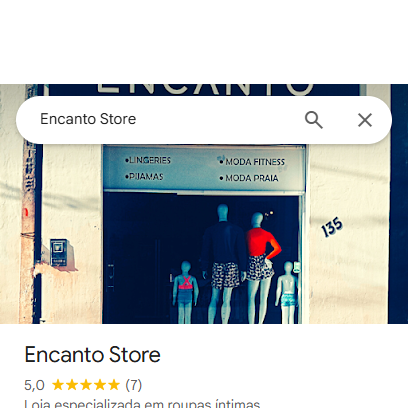 ENCANTO
Encanto Store
•LINGERIES
•MODA FITNESS
•PIJAMAS
•MODA PRAIA
135
Encanto Store
5,0 ★★★★★ (7)
Loja especializada em roupas íntimas